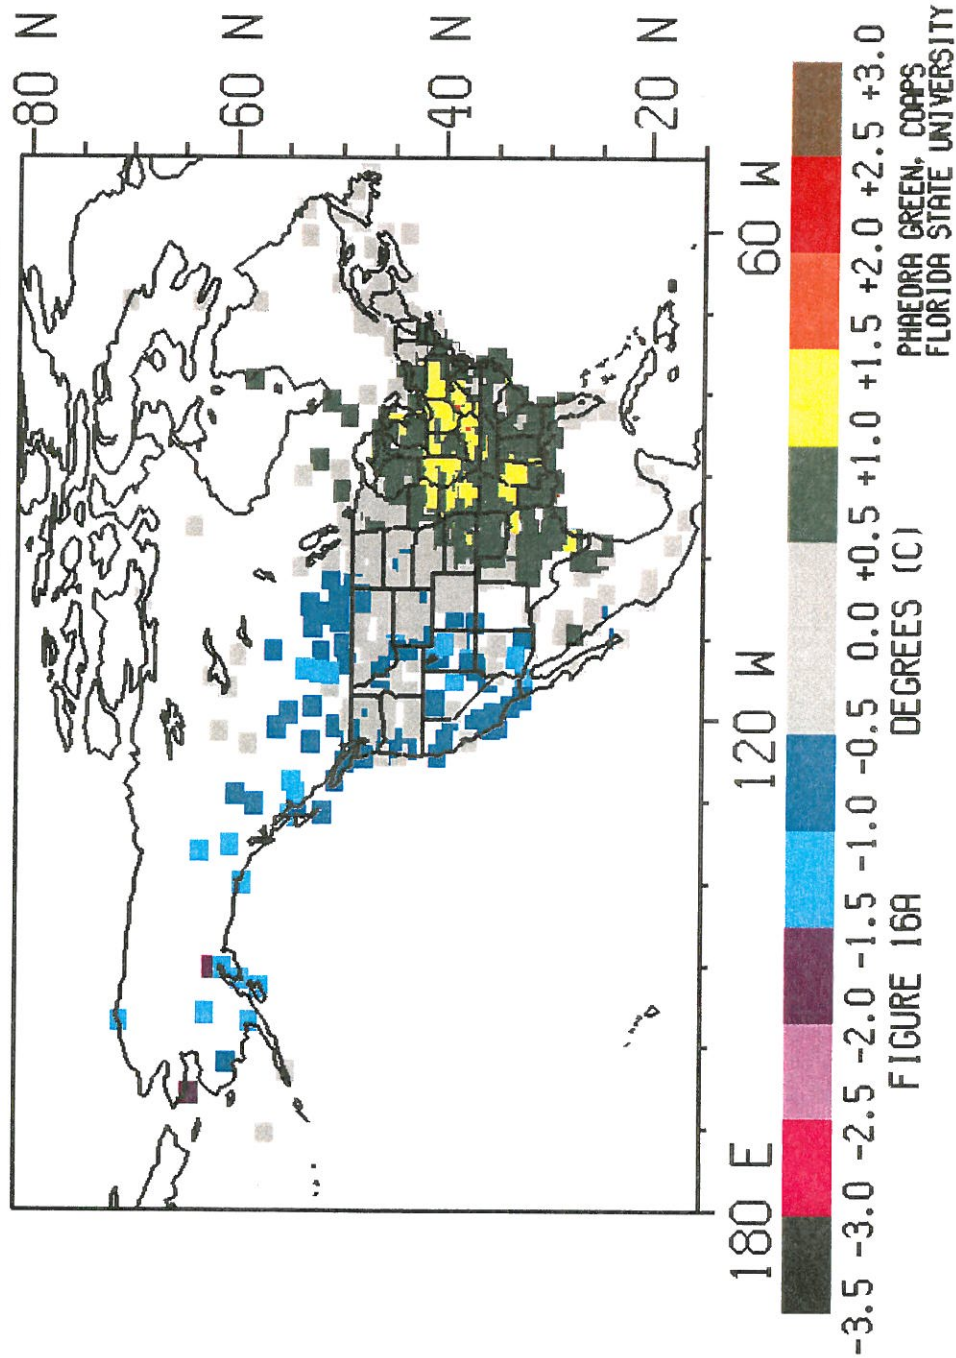 80 N
60 N
40 N
20 N
180 E
120 W
60 W
-3.5 -3.0 -2.5 -2.0 -1.5 -1.0 -0.5 0.0 +0.5 +1.0 +1.5 +2.0 +2.5 +3.0
FIGURE 16A
DEGREES (C)
PHAEDRA GREEN, COAPS
FLORIDA STATE UNIVERSITY